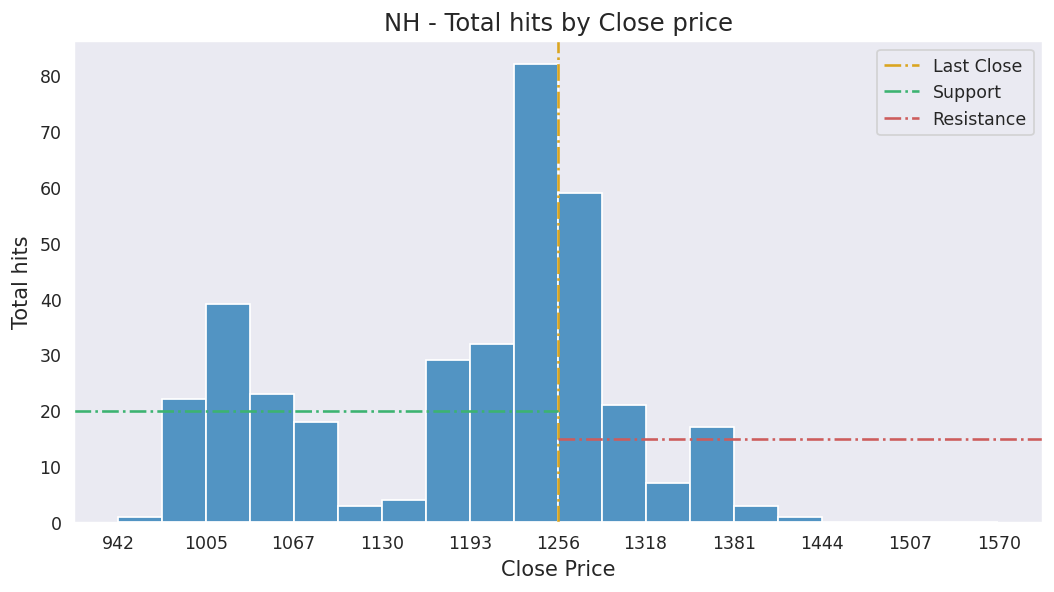 NH - Total hits by Close price
Last Close
Support
Resistance
Total hits
80
70
60
50
40
30
20
10
0
942 1005 1067 1130 1193 1256 1318 1381 1444 1507 1570
Close Price